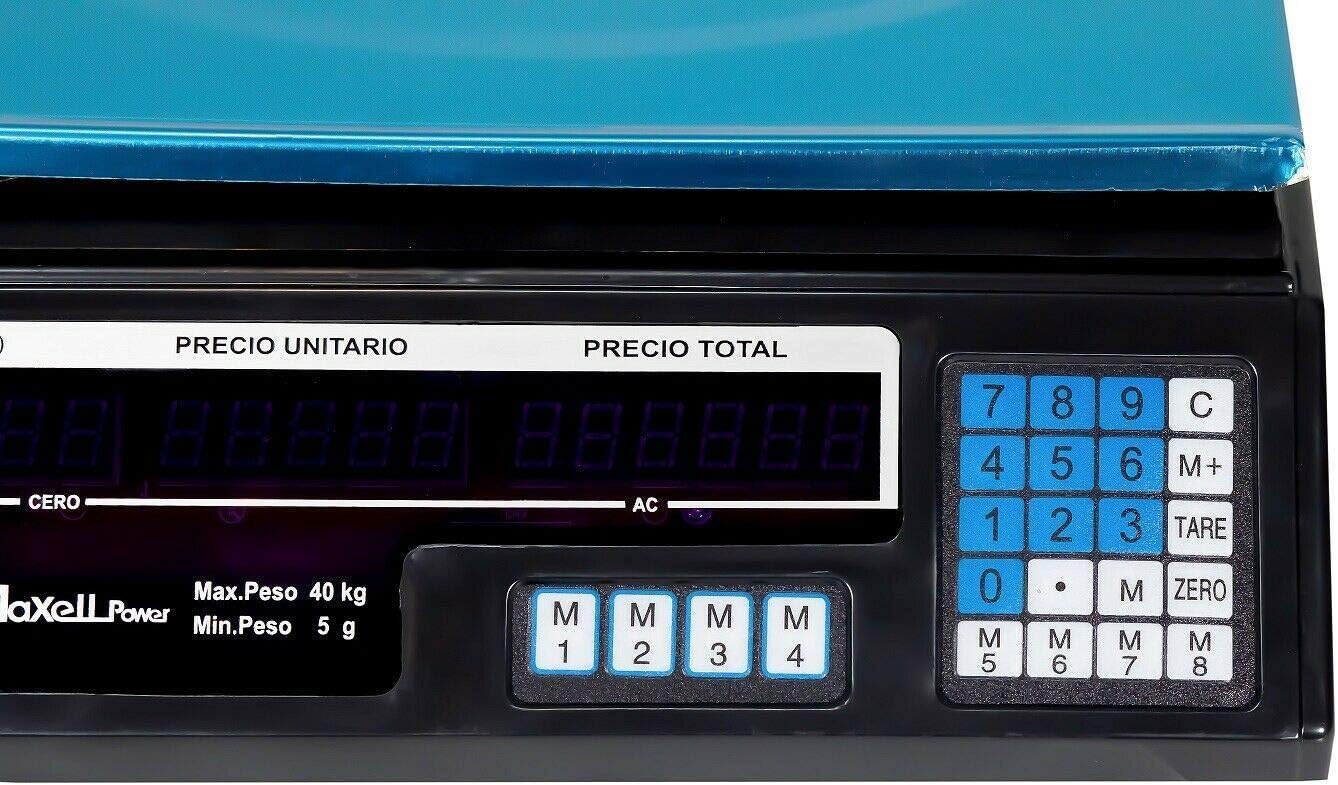 )
PRECIO UNITARIO
PRECIO TOTAL
CERO
AC
MaxellPower
Max.Peso 40 kg
Min.Peso 5 g
M 1
M 2
M 3
M 4
7 8 9 C
4 5 6 M+
1 2 3 TARE
0 . M ZERO
M 5
M 6
M 7
M 8